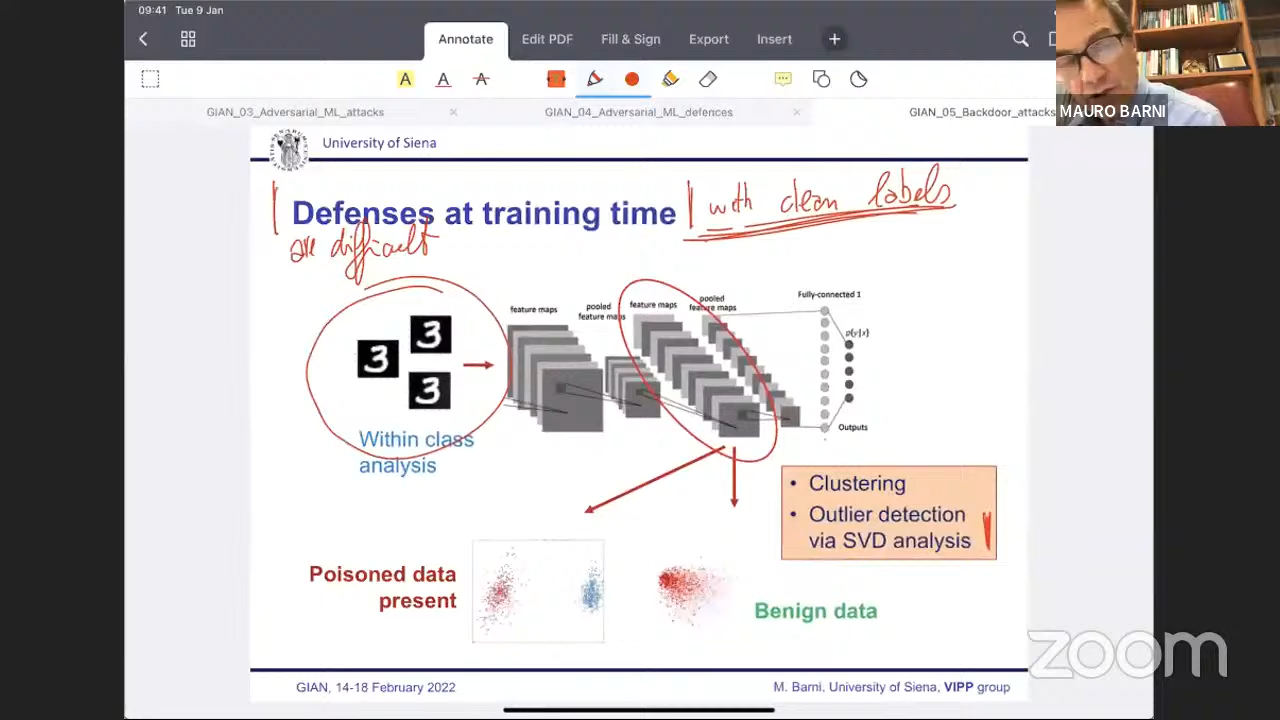 09:41 Tue 9 Jan
Annotate Edit PDF Fill & Sign Export Insert
A A A
GIAN_03_Adversarial_ML_attacks × GIAN_04_Adversarial_ML_defences × GIAN_05_Backdoor_attacks
MAURO BARNI
University of Siena
Defenses at training time with clean labels
are difficult
feature maps
pooled
feature maps
feature maps
pooled
feature maps
Fully-connected 1
p(y|x)
3
3
3
Outputs
Within class
analysis
• Clustering
• Outlier detection
via SVD analysis
Poisoned data
present
Benign data
zoom
GIAN, 14-18 February 2022
M. Barni, University of Siena, VIPP group